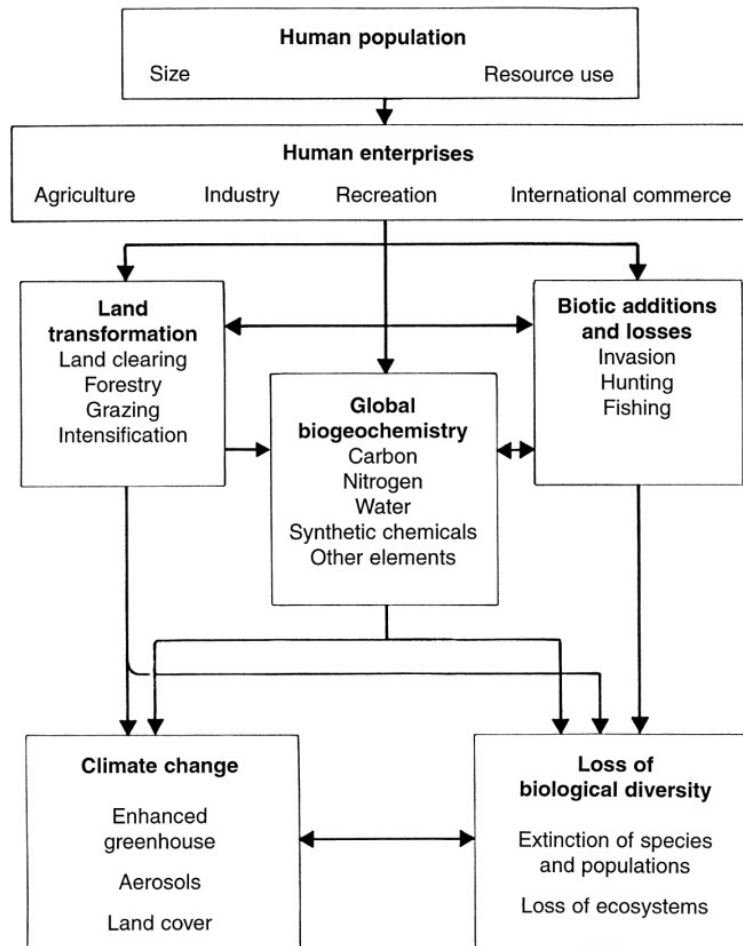 Human population
Size Resource use
Human enterprises
Agriculture Industry Recreation International commerce
Land
transformation
Land clearing
Forestry
Grazing
Intensification
Biotic additions
and losses
Invasion
Hunting
Fishing
Global
biogeochemistry
Carbon
Nitrogen
Water
Synthetic chemicals
Other elements
Climate change
Enhanced
greenhouse
Aerosols
Land cover
Loss of
biological diversity
Extinction of species
and populations
Loss of ecosystems